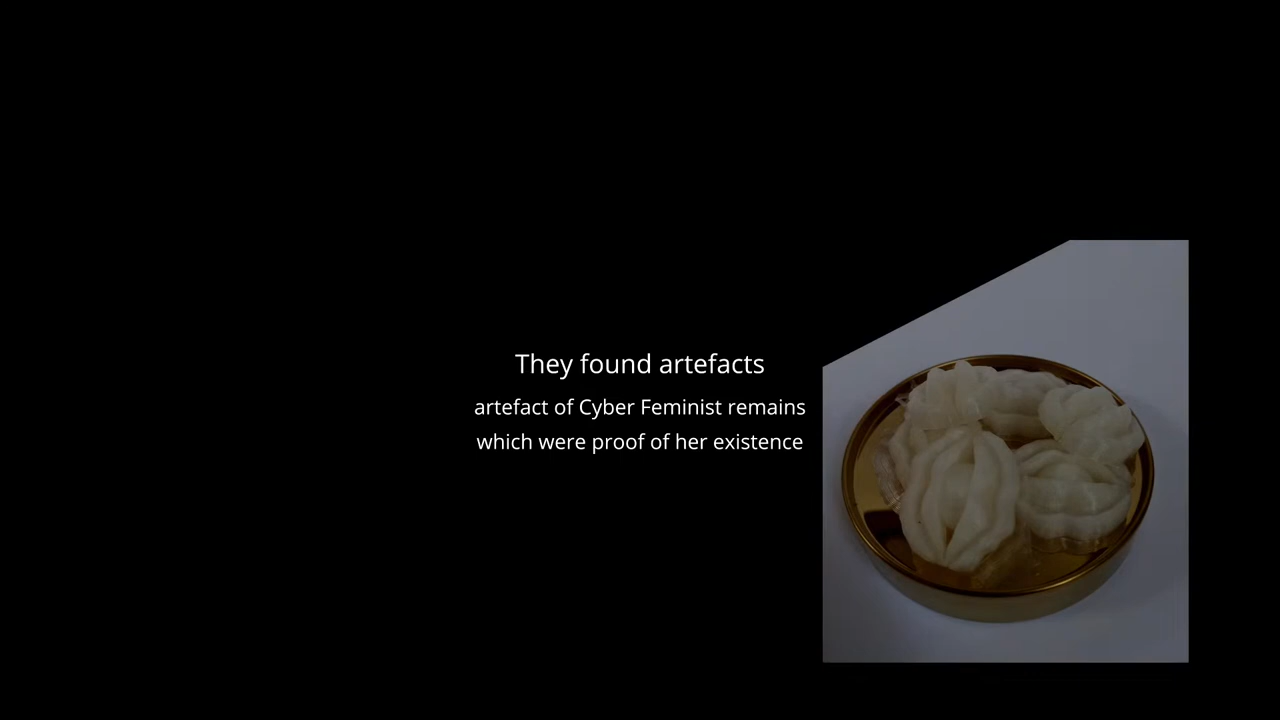 They found artefacts
artefact of Cyber Feminist remains
which were proof of her existence